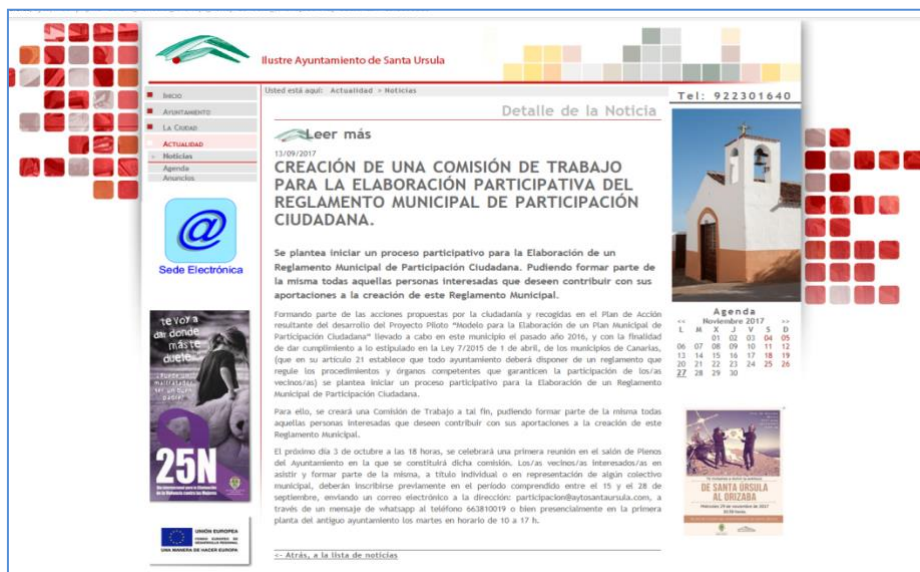 Ilustre Ayuntamiento de Santa Ursula
INICIO
AYUNTAMIENTO
LA CIUDAD
ACTUALIDAD
Noticias
Agenda
Anuncios
@
Sede Electrónica
te voy a
dar donde
más te
duele
25N
UNIÓN EUROPEA
FONDO EUROPEO DE
DESARROLLO REGIONAL
UNA MANERA DE HACER EUROPA
Usted está aquí: Actualidad > Noticias
Detalle de la Noticia
Leer más
13/09/2017
CREACIÓN DE UNA COMISIÓN DE TRABAJO
PARA LA ELABORACIÓN PARTICIPATIVA DEL
REGLAMENTO MUNICIPAL DE PARTICIPACIÓN
CIUDADANA.
Se plantea iniciar un proceso participativo para la Elaboración de un
Reglamento Municipal de Participación Ciudadana. Pudiendo formar parte de
la misma todas aquellas personas interesadas que deseen contribuir con sus
aportaciones a la creación de este Reglamento Municipal.
Formando parte de las acciones propuestas por la ciudadanía y recogidas en el Plan de Acción
resultante del desarrollo del Proyecto Piloto "Modelo para la Elaboración de un Plan Municipal de
Participación Ciudadana" llevado a cabo en este municipio el pasado año 2016, y con la finalidad
de dar cumplimiento a lo estipulado en la Ley 7/2015 de 1 de abril, de los municipios de Canarias,
(que en su artículo 21 establece que todo ayuntamiento deberá disponer de un reglamento que
regule los procedimientos y órganos competentes que garanticen la participación de los/as
vecinos/as) se plantea iniciar un proceso participativo para la Elaboración de un Reglamento
Municipal de Participación Ciudadana.
Para ello, se creará una Comisión de Trabajo a tal fin, pudiendo formar parte de la misma todas
aquellas personas interesadas que deseen contribuir con sus aportaciones a la creación de este
Reglamento Municipal.
El próximo día 3 de octubre a las 18 horas, se celebrará una primera reunión en el salón de Plenos
del Ayuntamiento en la que se constituirá dicha comisión. Los/as vecinos/as interesados/as en
asistir y formar parte de la misma, a título individual o en representación de algún colectivo
municipal, deberán inscribirse previamente en el período comprendido entre el 15 y el 28 de
septiembre, enviando un correo electrónico a la dirección: participacion@aytosantaursula.com, a
través de un mensaje de whatsapp al teléfono 663810019 o bien presencialmente en la primera
planta del antiguo ayuntamiento los martes en horario de 10 a 17 h.
<- Atrás, a la lista de noticias
Tel: 922301640
Agenda
<< Noviembre 2017 >>
L M X J V S D
01 02 03 04 05
06 07 08 09 10 11 12
13 14 15 16 17 18 19
20 21 22 23 24 25 26
27 28 29 30
DE SANTA ÚRSULA
AL ORIZABA